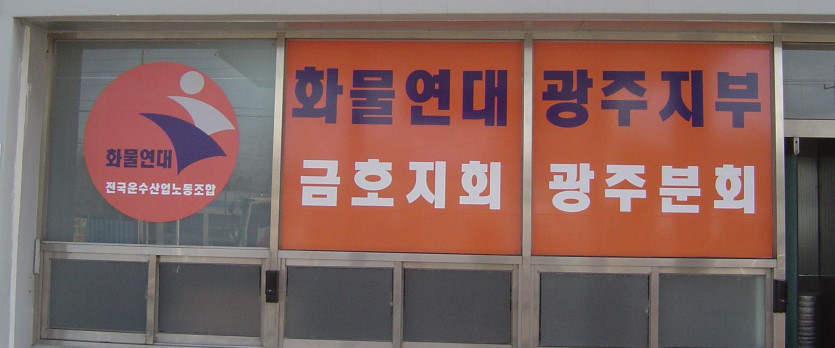 화물연대
전국운수산업노동조합
화물연대 광주지부
금호지회 광주분회